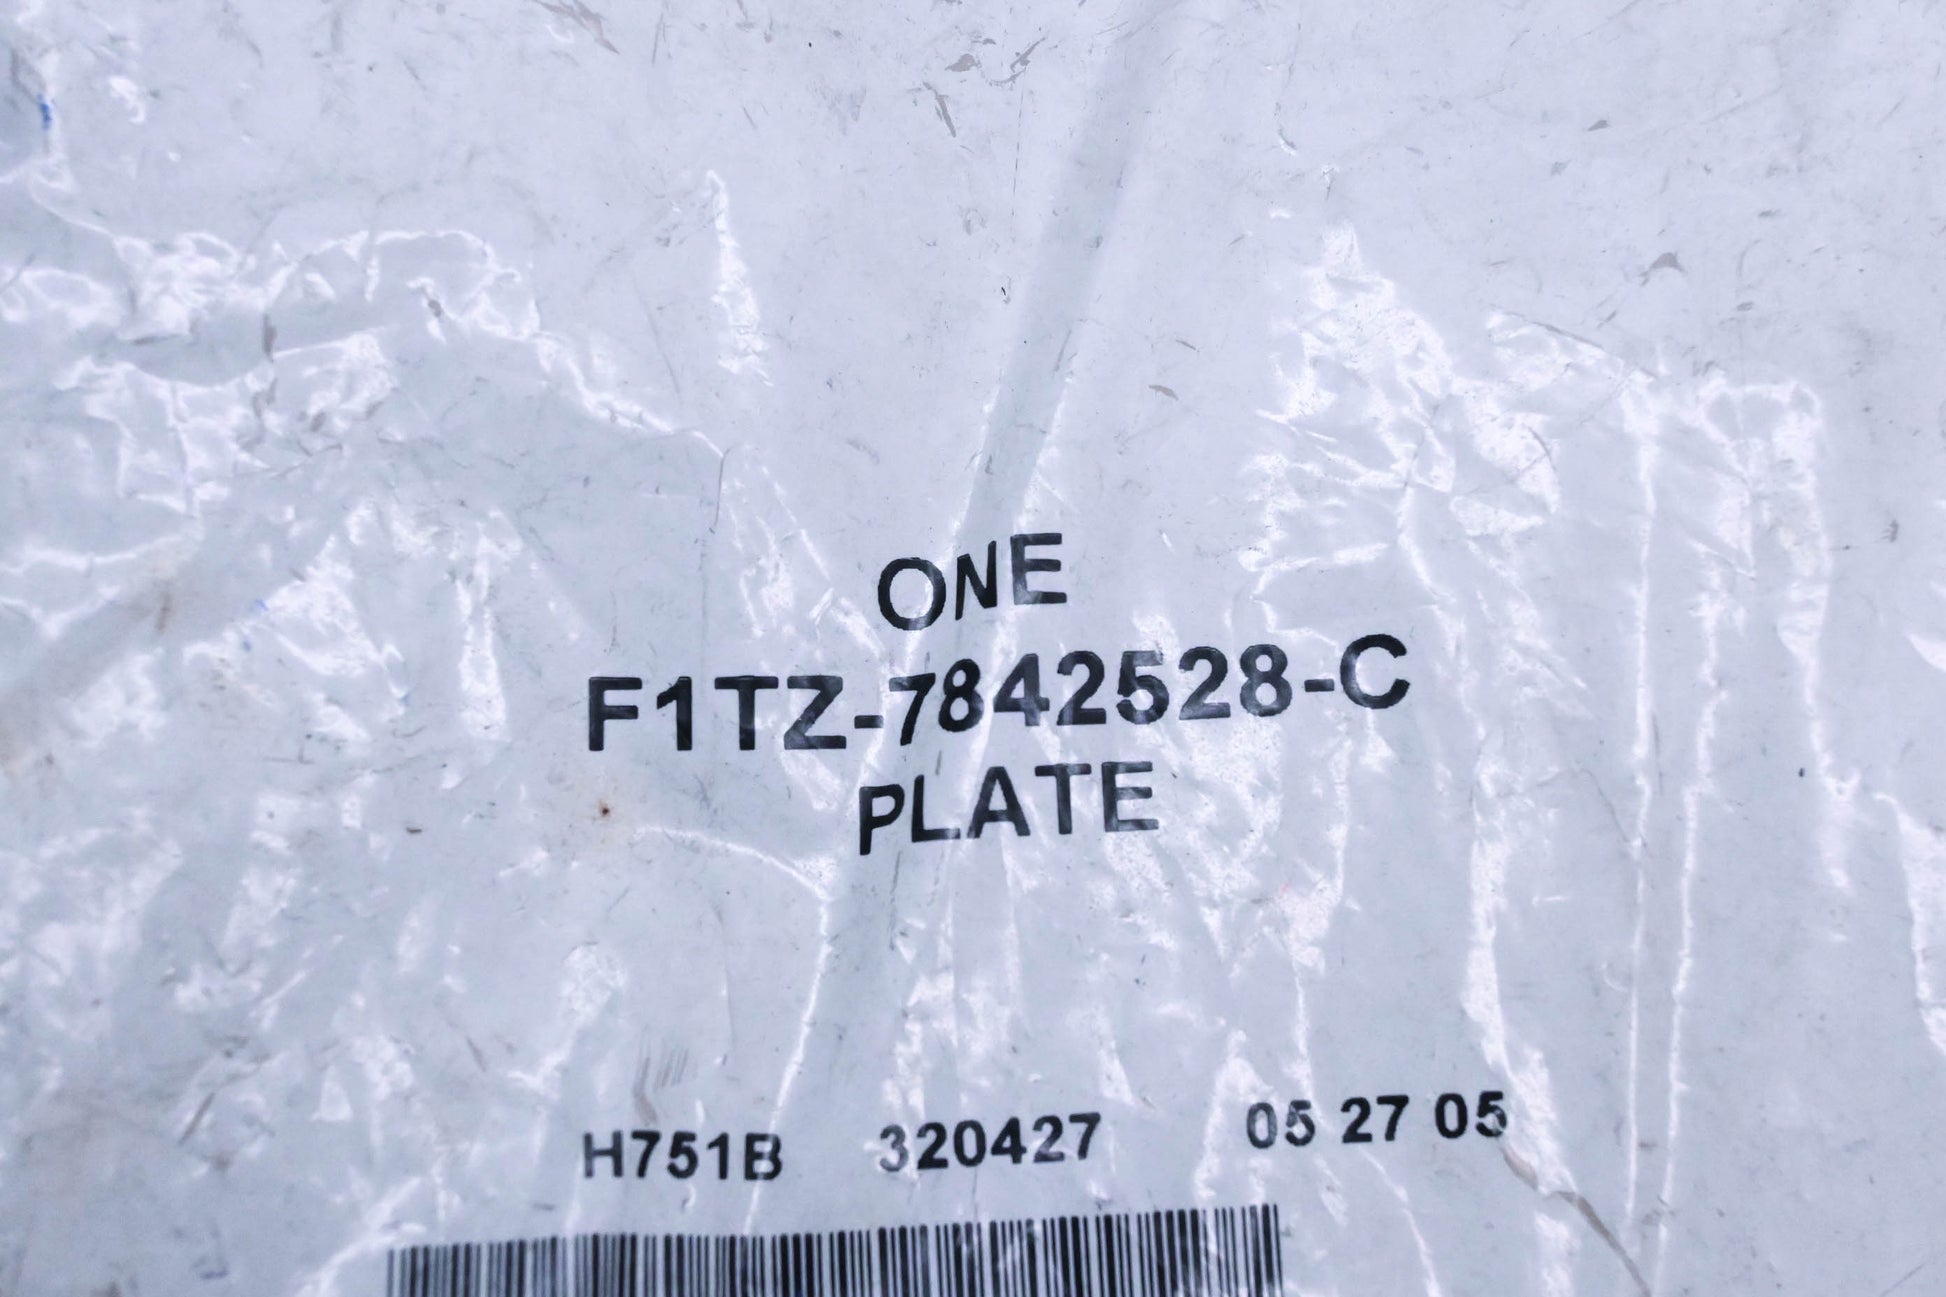 ONE
F1TZ-7842528-C
PLATE
H751B 320427 05 27 05